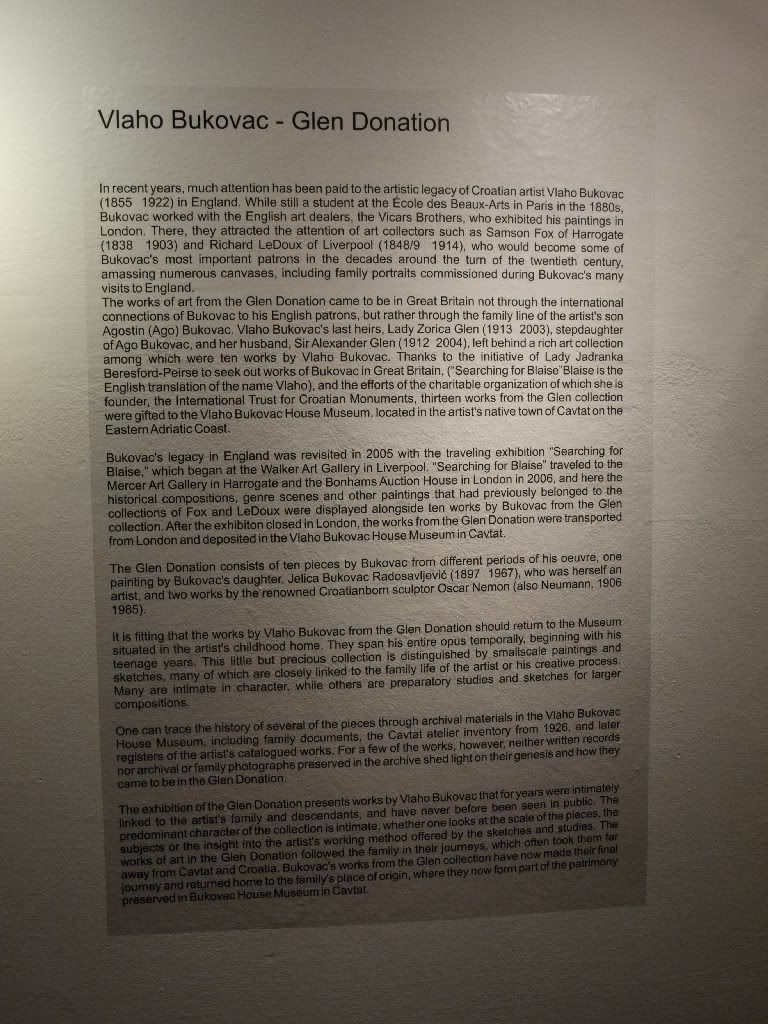 Vlaho Bukovac - Glen Donation
In recent years, much attention has been paid to the artistic legacy of Croatian artist Vlaho Bukovac
(1855 1922) in England. While still a student at the École des Beaux-Arts in Paris in the 1880s,
Bukovac worked with the English art dealers, the Vicars Brothers, who exhibited his paintings in
London. There, they attracted the attention of art collectors such as Samson Fox of Harrogate
(1838 1903) and Richard LeDoux of Liverpool (1848/9 1914), who would become some of
Bukovac's most important patrons in the decades around the turn of the twentieth century,
amassing numerous canvases, including family portraits commissioned during Bukovac's many
visits to England.
The works of art from the Glen Donation came to be in Great Britain not through the international
connections of Bukovac to his English patrons, but rather through the family line of the artist's son
Agostin (Ago) Bukovac. Vlaho Bukovac's last heirs, Lady Zorica Glen (1913 2003), stepdaughter
of Ago Bukovac, and her husband, Sir Alexander Glen (1912 2004), left behind a rich art collection
among which were ten works by Vlaho Bukovac. Thanks to the initiative of Lady Jadranka
Beresford-Peirse to seek out works of Bukovac in Great Britain, ("Searching for Blaise"Blaise is the
English translation of the name Vlaho), and the efforts of the charitable organization of which she is
founder, the International Trust for Croatian Monuments, thirteen works from the Glen collection
were gifted to the Vlaho Bukovac House Museum, located in the artist's native town of Cavtat on the
Eastern Adriatic Coast.
Bukovac's legacy in England was revisited in 2005 with the traveling exhibition "Searching for
Blaise," which began at the Walker Art Gallery in Liverpool. "Searching for Blaise" traveled to the
Mercer Art Gallery in Harrogate and the Bonhams Auction House in London in 2006, and here the
historical compositions, genre scenes and other paintings that had previously belonged to the
collections of Fox and LeDoux were displayed alongside ten works by Bukovac from the Glen
collection. After the exhibiton closed in London, the works from the Glen Donation were transported
from London and deposited in the Vlaho Bukovac House Museum in Cavtat.
The Glen Donation consists of ten pieces by Bukovac from different periods of his oeuvre, one
painting by Bukovac's daughter, Jelica Bukovac Radosavljević (1897 1967), who was herself an
artist, and two works by the renowned Croatianborn sculptor Oscar Nemon (also Neumann, 1906
1985).
It is fitting that the works by Vlaho Bukovac from the Glen Donation should return to the Museum
situated in the artist's childhood home. They span his entire opus temporally, beginning with his
teenage years. This little but precious collection is distinguished by smallscale paintings and
sketches, many of which are closely linked to the family life of the artist or his creative process.
Many are intimate in character, while others are preparatory studies and sketches for larger
compositions.
One can trace the history of several of the pieces through archival materials in the Vlaho Bukovac
House Museum, including family documents, the Cavtat atelier inventory from 1926, and later
registers of the artist's catalogued works. For a few of the works, however, neither written records
nor archival or family photographs preserved in the archive shed light on their genesis and how they
came to be in the Glen Donation.
The exhibition of the Glen Donation presents works by Vlaho Bukovac that for years were intimately
linked to the artist's family and descendants, and have never before been seen in public. The
predominant character of the collection is intimate, whether one looks at the scale of the pieces, the
subjects or the insight into the artist's working method offered by the sketches and studies. The
works of art in the Glen Donation followed the family in their journeys, which often took them far
away from Cavtat and Croatia. Bukovac's works from the Glen collection have now made their final
journey and returned home to the family's place of origin, where they now form part of the patrimony
preserved in Bukovac House Museum in Cavtat.